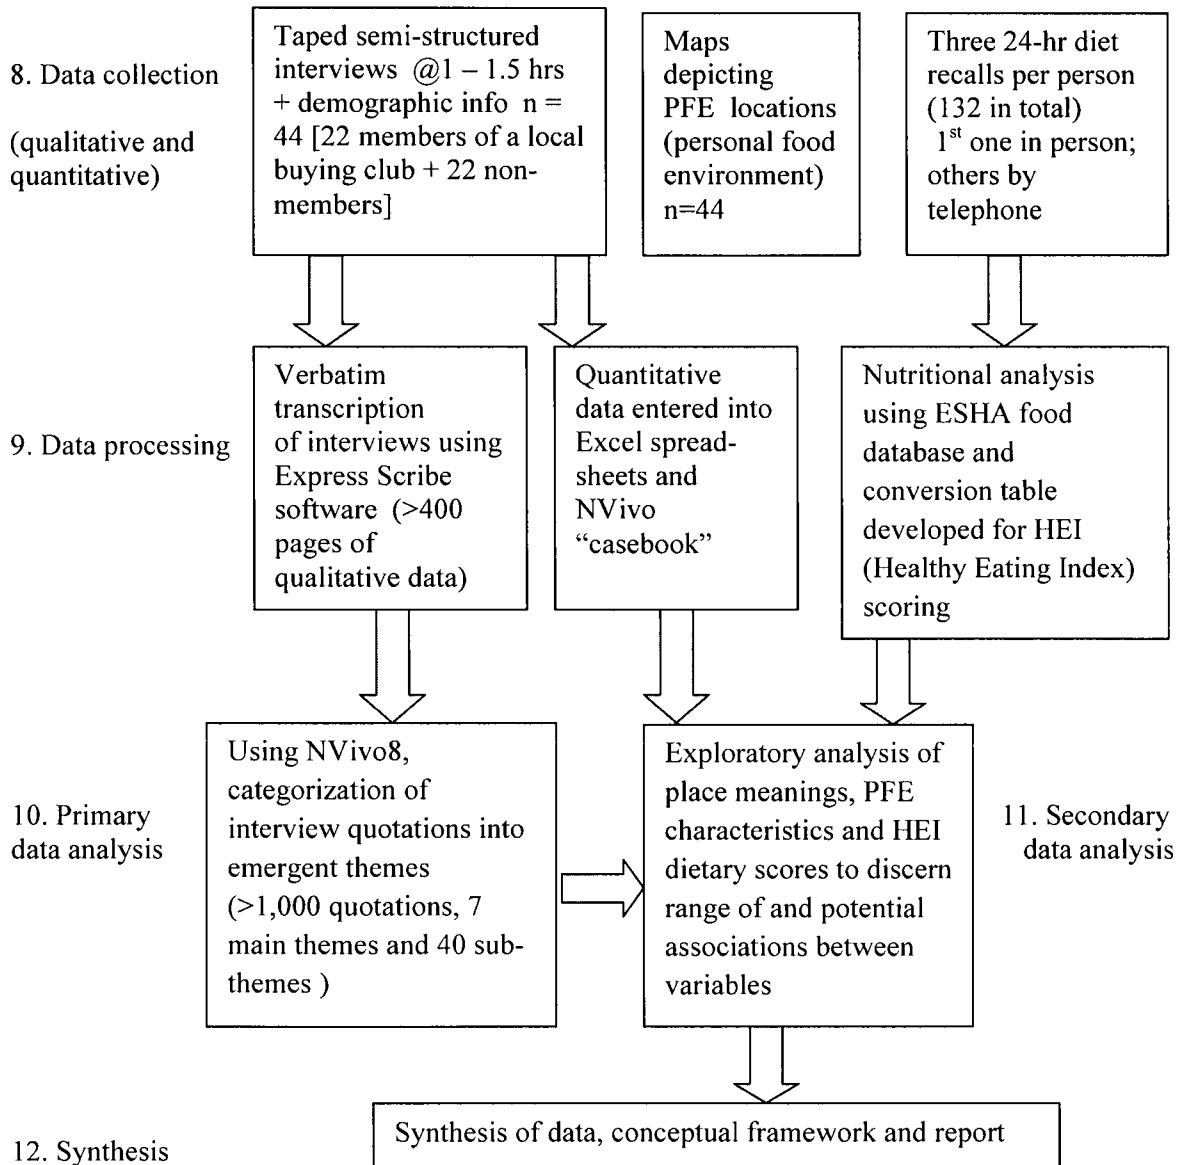 8. Data collection
(qualitative and
quantitative)
Taped semi-structured
interviews @1 – 1.5 hrs
+ demographic info n =
44 [22 members of a local
buying club + 22 non-
members]
Maps
depicting
PFE locations
(personal food
environment)
n=44
Three 24-hr diet
recalls per person
(132 in total)
1st one in person;
others by
telephone
9. Data processing
Verbatim
transcription
of interviews using
Express Scribe
software (>400
pages of
qualitative data)
Quantitative
data entered into
Excel spread-
sheets and
NVivo
“casebook”
Nutritional analysis
using ESHA food
database and
conversion table
developed for HEI
(Healthy Eating Index)
scoring
10. Primary
data analysis
Using NVivo8,
categorization of
interview quotations into
emergent themes
(>1,000 quotations, 7
main themes and 40 sub-
themes )
Exploratory analysis of
place meanings, PFE
characteristics and HEI
dietary scores to discern
range of and potential
associations between
variables
11. Secondary
data analysis
12. Synthesis
Synthesis of data, conceptual framework and report